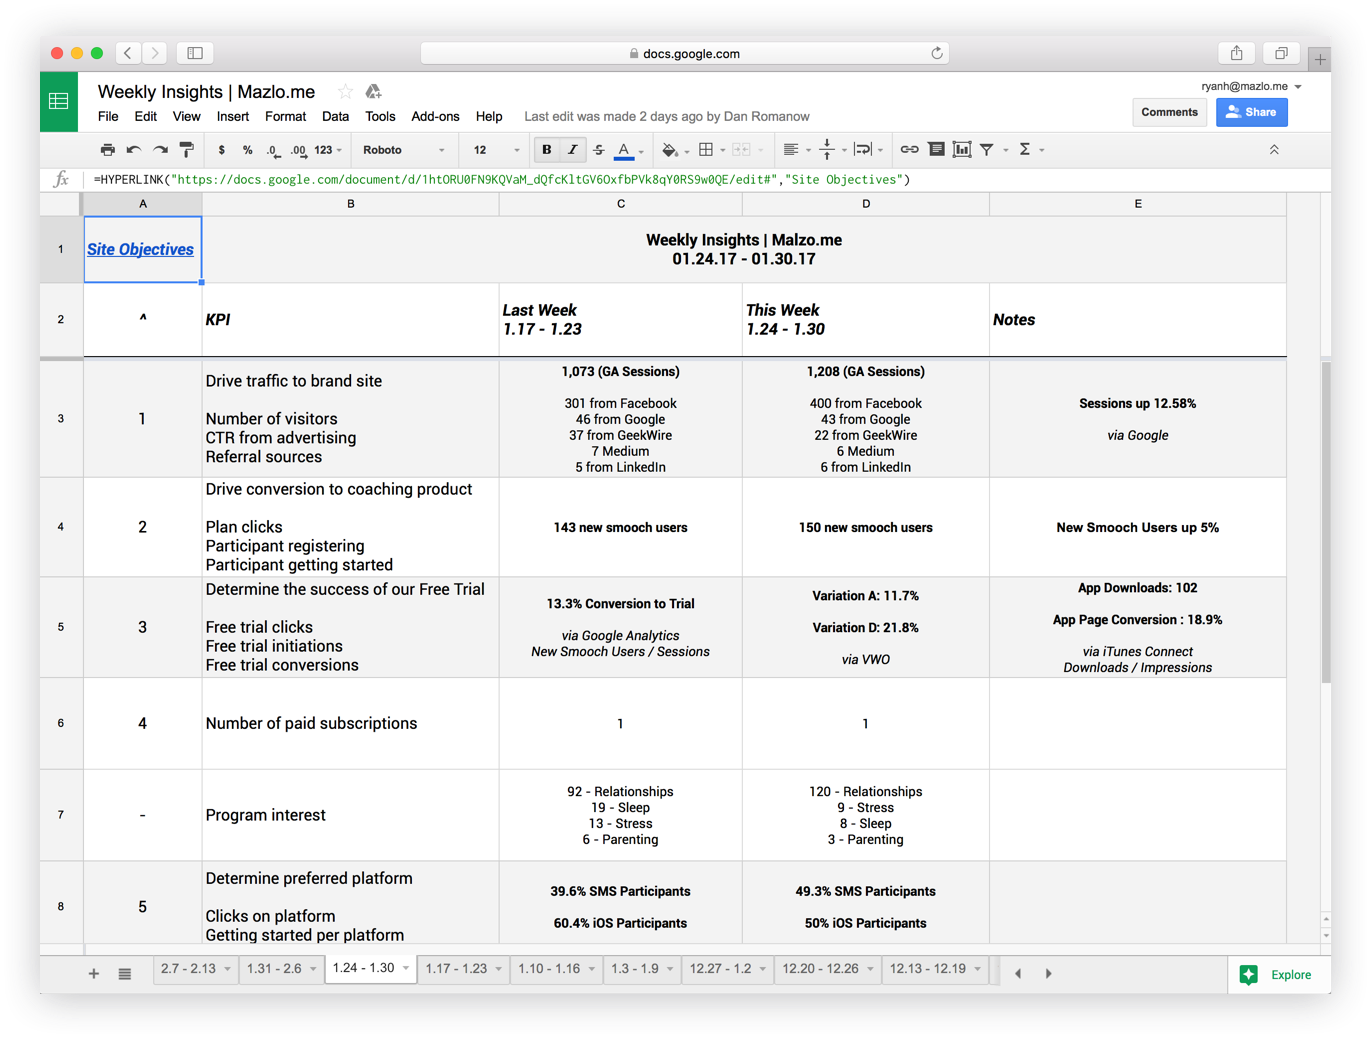 docs.google.com
Weekly Insights | Mazlo.me
ryanh@mazlo.me
File Edit View Insert Format Data Tools Add-ons Help Last edit was made 2 days ago by Dan Romanow
Comments Share
$ % .0 .00 123 Roboto 12 B I S A Σ
fx =HYPERLINK("https://docs.google.com/document/d/1htORU0FN9KQVaM_dQfcKltGV6OxfbPVk8qY0RS9w0QE/edit#","Site Objectives")
A B C D E
1 Site Objectives
Weekly Insights | Malzo.me
01.24.17 - 01.30.17
2 ^ KPI
Last Week
1.17 - 1.23
This Week
1.24 - 1.30
Notes
3 1
Drive traffic to brand site
Number of visitors
CTR from advertising
Referral sources
1,073 (GA Sessions)
301 from Facebook
46 from Google
37 from GeekWire
7 Medium
5 from LinkedIn
1,208 (GA Sessions)
400 from Facebook
43 from Google
22 from GeekWire
6 Medium
6 from LinkedIn
Sessions up 12.58%
via Google
4 2
Drive conversion to coaching product
Plan clicks
Participant registering
Participant getting started
143 new smooch users
150 new smooch users
New Smooch Users up 5%
5 3
Determine the success of our Free Trial
Free trial clicks
Free trial initiations
Free trial conversions
13.3% Conversion to Trial
via Google Analytics
New Smooch Users / Sessions
Variation A: 11.7%
Variation D: 21.8%
via VWO
App Downloads: 102
App Page Conversion : 18.9%
via iTunes Connect
Downloads / Impressions
6 4 Number of paid subscriptions 1 1
7 - Program interest
92 - Relationships
19 - Sleep
13 - Stress
6 - Parenting
120 - Relationships
9 - Stress
8 - Sleep
3 - Parenting
8 5
Determine preferred platform
Clicks on platform
Getting started per platform
39.6% SMS Participants
60.4% iOS Participants
49.3% SMS Participants
50% iOS Participants
2.7 - 2.13 1.31 - 2.6 1.24 - 1.30 1.17 - 1.23 1.10 - 1.16 1.3 - 1.9 12.27 - 1.2 12.20 - 12.26 12.13 - 12.19 Explore